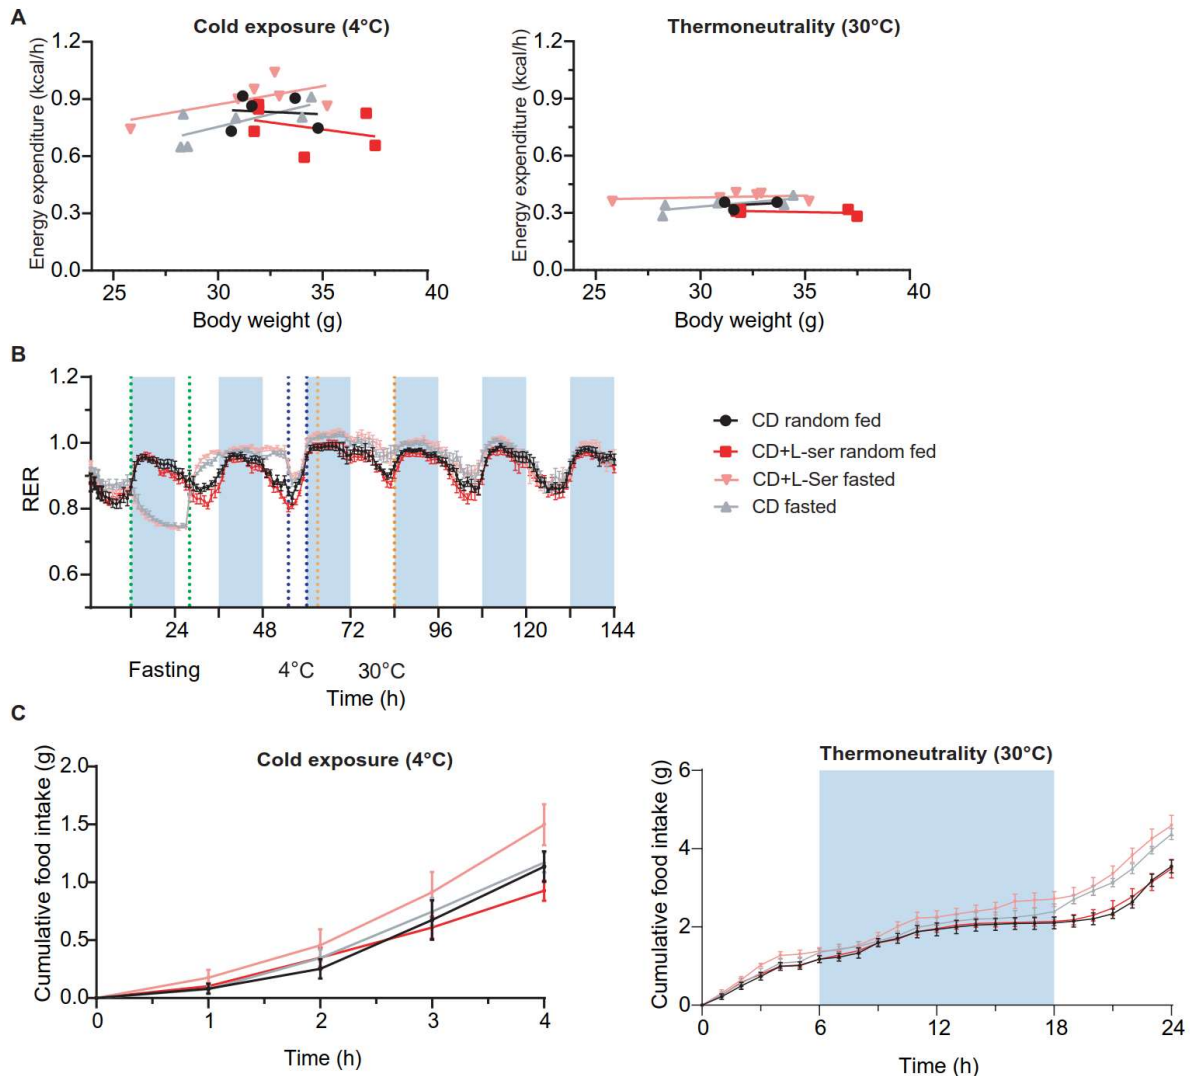 A
Cold exposure (4°C)
Energy expenditure (kcal/h)
1.2
0.9
0.6
0.3
0.0
25 30 35 40
Body weight (g)
Thermoneutrality (30°C)
Energy expenditure (kcal/h)
1.2
0.9
0.6
0.3
0.0
25 30 35 40
Body weight (g)
B
RER
1.2
1.0
0.8
0.6
24 48 72 96 120 144
Fasting 4°C 30°C
Time (h)
CD random fed
CD+L-ser random fed
CD+L-Ser fasted
CD fasted
C
Cold exposure (4°C)
Cumulative food intake (g)
2.0
1.5
1.0
0.5
0.0
0 1 2 3 4
Time (h)
Thermoneutrality (30°C)
Cumulative food intake (g)
6
4
2
0
0 6 12 18 24
Time (h)